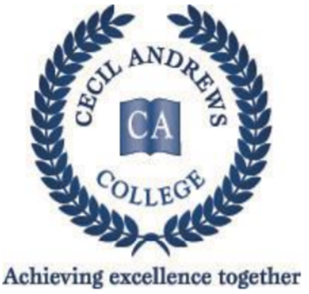 CECIL ANDREWS
CA
COLLEGE
Achieving excellence together